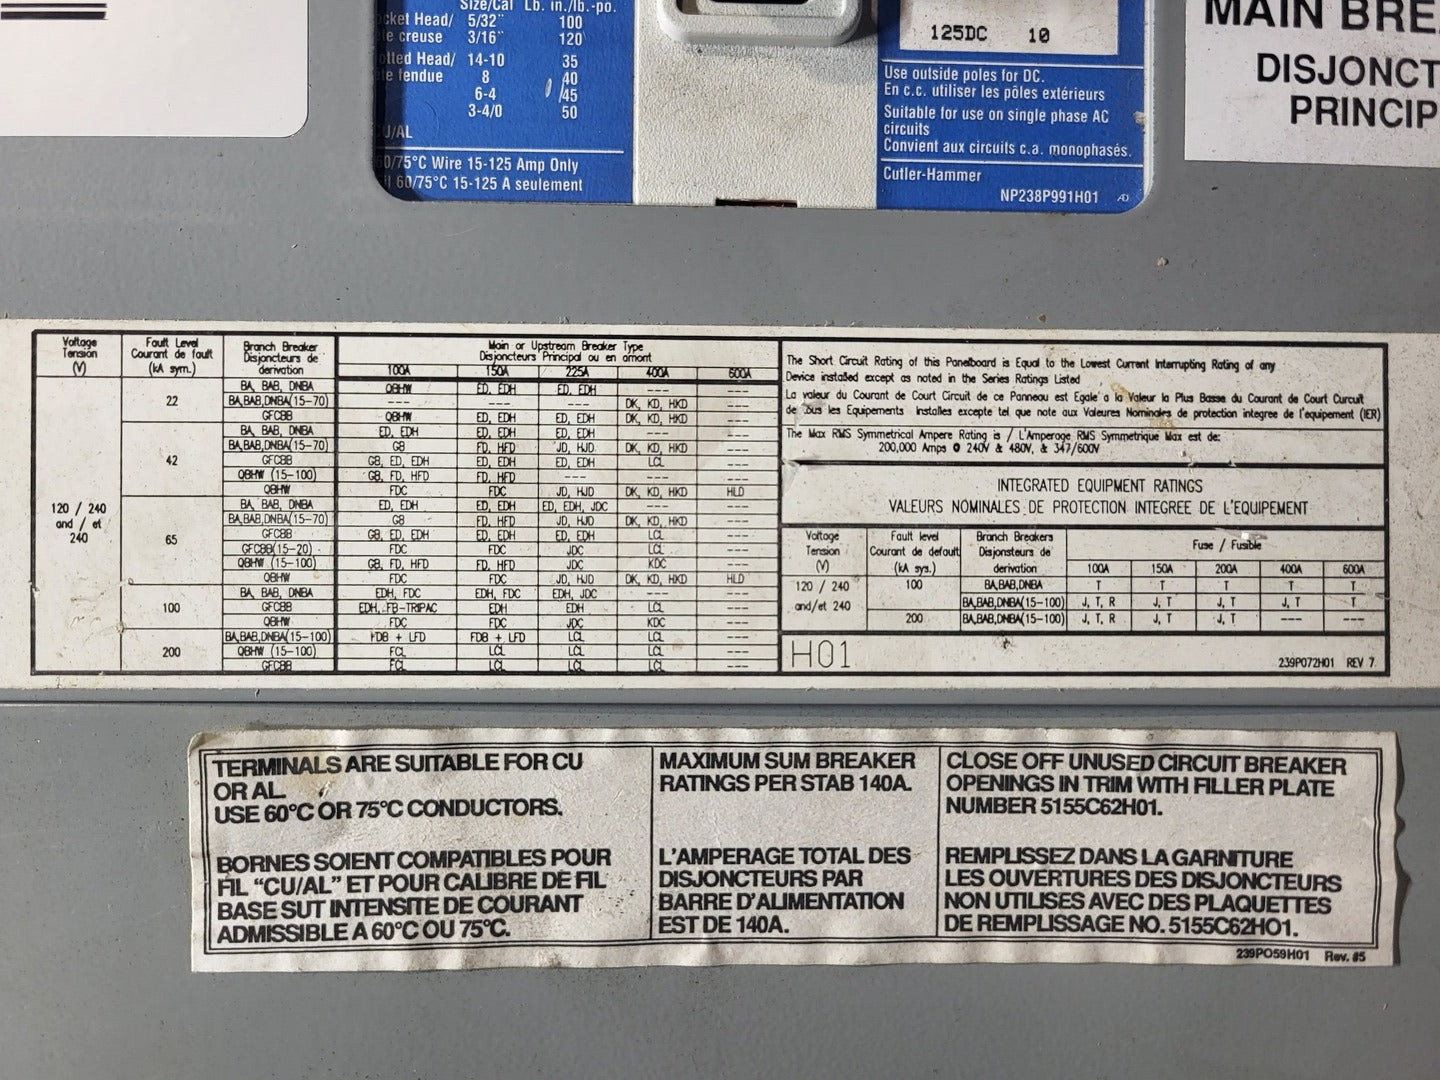 Size/Cal Lb. in./lb.-po.
cket Head/ 5/32" 100
le creuse 3/16" 120
otted Head/ 14-10 35
ete fendue 8 40
6-4 45
3-4/0 50
U/AL
60/75°C Wire 15-125 Amp Only
60/75°C 15-125 A seulement
125DC 10
Use outside poles for DC.
En c.c. utiliser les pôles extérieurs
Suitable for use on single phase AC
circuits
Convient aux circuits c.a. monophasés.
Cutler-Hammer
NP238P991H01
MAIN BRE
DISJONCT
PRINCIP
Voltage Tension (V) Fault Level Courant de fault (kA sym.) Branch Breaker Disjoncteurs de derivation Main or Upstream Breaker Type Disjoncteurs Principal ou en amont
100A 150A 225A 400A 600A
120 / 240 and / et 240
22 BA, BAB, DNBA QBHW ED, EDH ED, EDH --- ---
BA,BAB,DNBA(15-70) --- --- --- DK, KD, HKD ---
GFCBB QBHW ED, EDH ED, EDH DK, KD, HKD ---
42 BA, BAB, DNBA ED, EDH ED, EDH ED, EDH --- ---
BA,BAB,DNBA(15-70) GB FD, HFD JD, HJD DK, KD, HKD ---
GFCBB GB, ED, EDH ED, EDH ED, EDH LCL ---
QBHW (15-100) GB, FD, HFD FD, HFD --- --- ---
QBHW FDC FDC JD, HJD DK, KD, HKD HLD
65 BA, BAB, DNBA ED, EDH ED, EDH ED, EDH, JDC --- ---
BA,BAB,DNBA(15-70) GB FD, HFD JD, HJD DK, KD, HKD ---
GFCBB GB, ED, EDH ED, EDH ED, EDH LCL ---
GFCBB(15-20) FDC FDC JDC LCL ---
QBHW (15-100) GB, FD, HFD FD, HFD JDC KDC ---
QBHW FDC FDC JD, HJD DK, KD, HKD HLD
100 BA, BAB, DNBA EDH, FDC EDH, FDC EDH, JDC --- ---
GFCBB EDH, FB-TRIPAC EDH EDH LCL ---
QBHW FDC FDC JDC KDC ---
200 BA,BAB,DNBA(15-100) FDB + LFD FDB + LFD LCL LCL ---
QBHW (15-100) FCL LCL LCL LCL ---
GFCBB FCL LCL LCL LCL ---
The Short Circuit Rating of this Panelboard is Equal to the Lowest Current Interrupting Rating of any
Device installed except as noted in the Series Ratings Listed
La valeur du Courant de Court Circuit de ce Panneau est Egale a la Valeur la Plus Basse du Courant de Court Curcuit
de tous les Equipements installes excepte tel que note aux Valeures Nominales de protection integree de l'equipement (IER)
The Max RMS Symmetrical Ampere Rating is / L'Amperage RMS Symmetrique Max est de:
200,000 Amps @ 240V & 480V, & 347/600V
INTEGRATED EQUIPMENT RATINGS
VALEURS NOMINALES DE PROTECTION INTEGREE DE L'EQUIPEMENT
Voltage Tension (V) Fault level Courant de default (kA sys.) Branch Breakers Disjonsteurs de derivation Fuse / Fusible
100A 150A 200A 400A 600A
120 / 240 and/et 240
100 BA,BAB,DNBA T T T T T
BA,BAB,DNBA(15-100) J, T, R J, T J, T J, T T
200 BA,BAB,DNBA(15-100) J, T, R J, T J, T --- ---
H01
239P072H01 REV 7
TERMINALS ARE SUITABLE FOR CU
OR AL
USE 60°C OR 75°C CONDUCTORS.
BORNES SOIENT COMPATIBLES POUR
FIL "CU/AL" ET POUR CALIBRE DE FIL
BASE SUT INTENSITE DE COURANT
ADMISSIBLE A 60°C OU 75°C.
MAXIMUM SUM BREAKER
RATINGS PER STAB 140A.
L'AMPERAGE TOTAL DES
DISJONCTEURS PAR
BARRE D'ALIMENTATION
EST DE 140A.
CLOSE OFF UNUSED CIRCUIT BREAKER
OPENINGS IN TRIM WITH FILLER PLATE
NUMBER 5155C62H01.
REMPLISSEZ DANS LA GARNITURE
LES OUVERTURES DES DISJONCTEURS
NON UTILISES AVEC DES PLAQUETTES
DE REMPLISSAGE NO. 5155C62HO1.
239PO59H01 Rev. #5